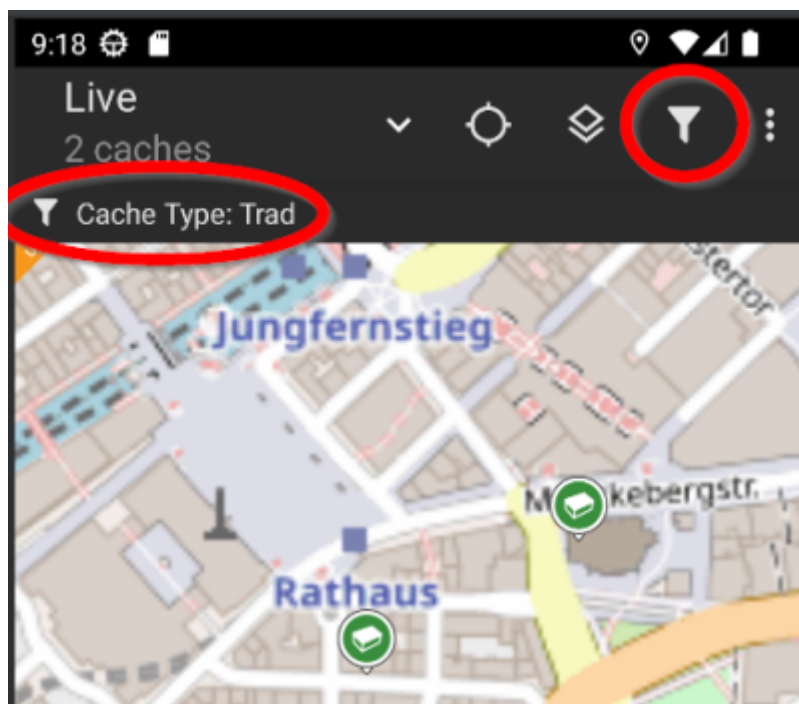 9:18
Live
2 caches
Cache Type: Trad
stertor
Jungfernstieg
kebergstr.
Rathaus